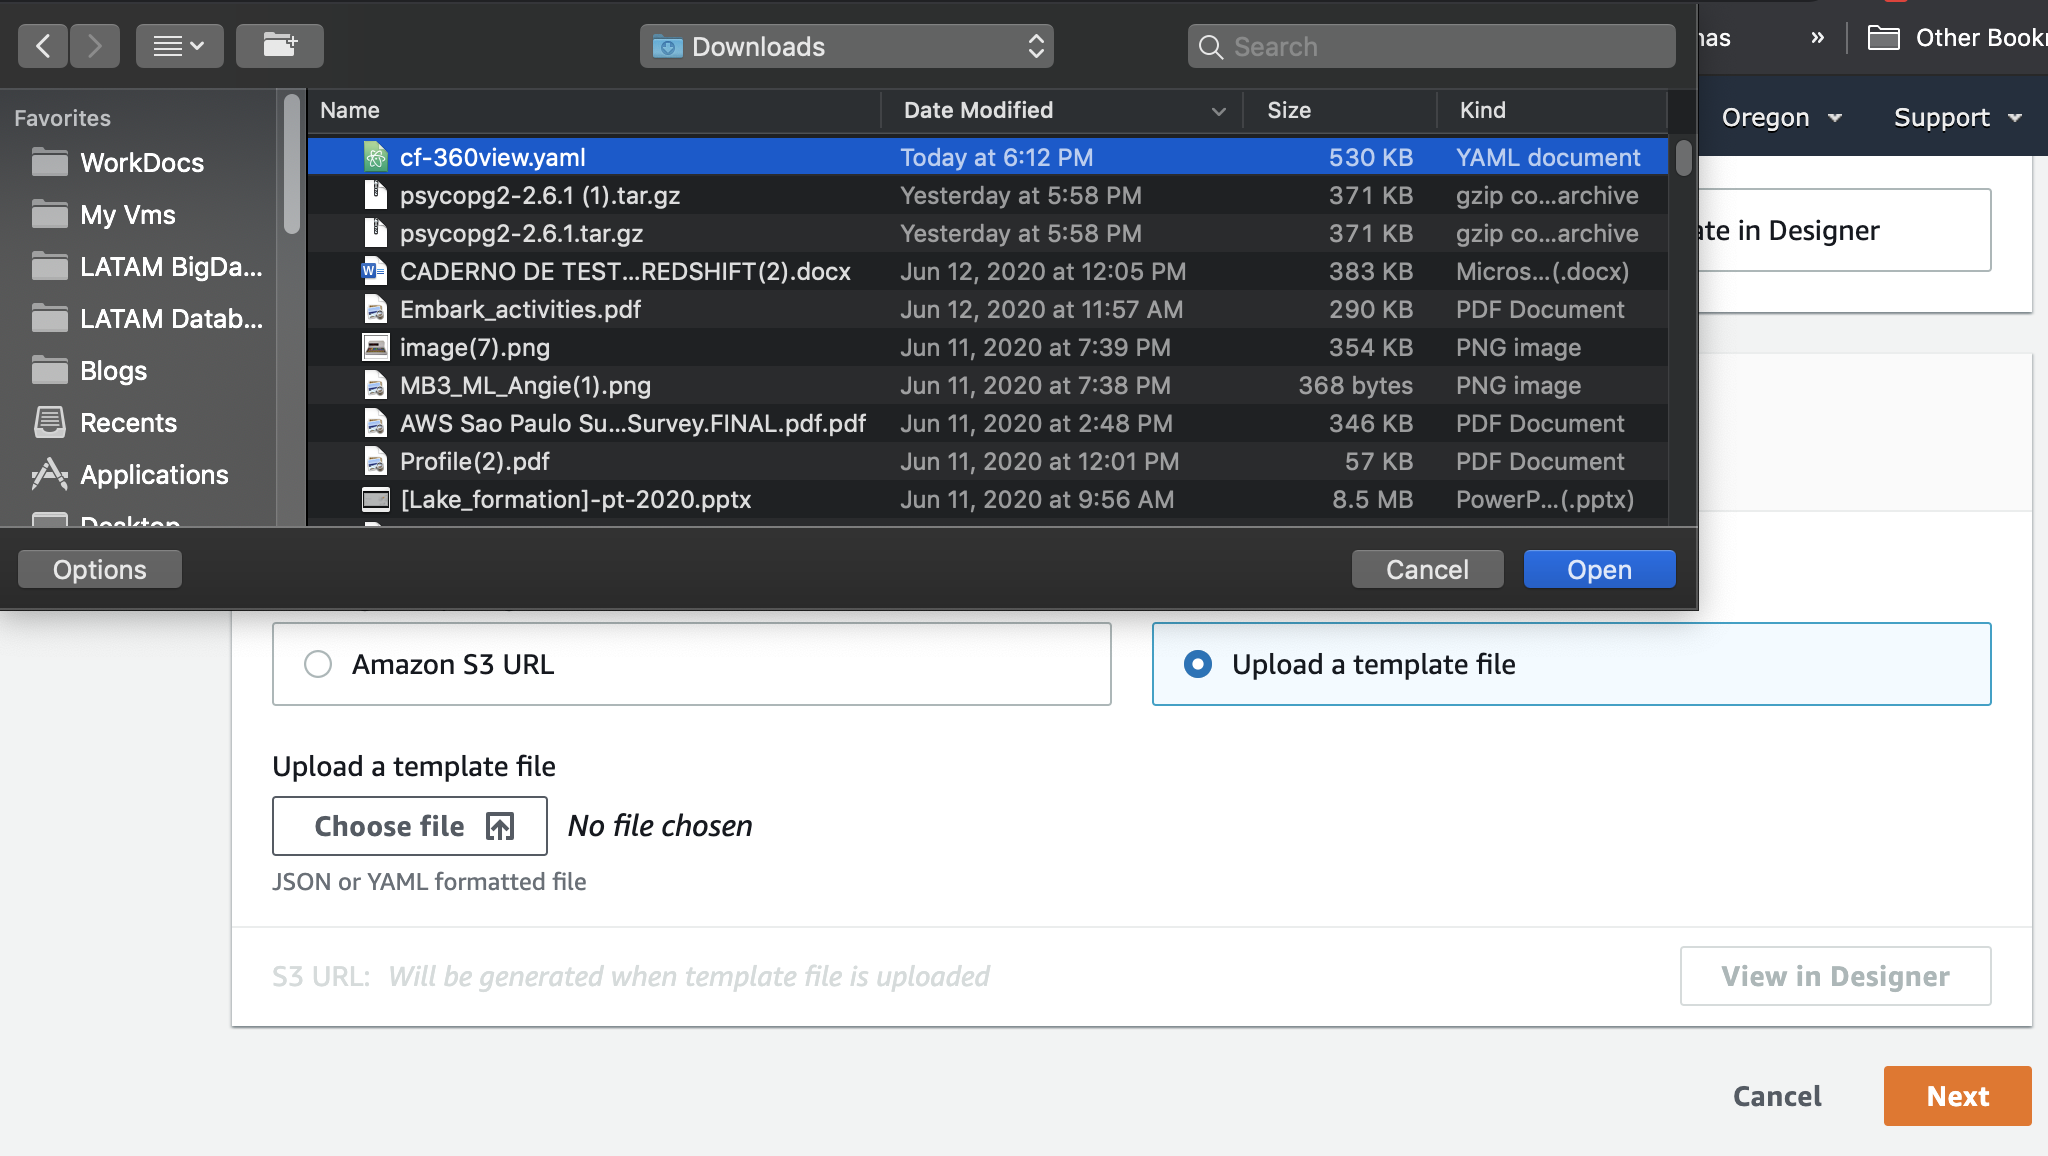 Downloads
Search
nas
»
Other Book
Favorites
WorkDocs
My Vms
LATAM BigDa...
LATAM Datab...
Blogs
Recents
Applications
Desktop
Name Date Modified Size Kind
cf-360view.yaml Today at 6:12 PM 530 KB YAML document
psycopg2-2.6.1 (1).tar.gz Yesterday at 5:58 PM 371 KB gzip co...archive
psycopg2-2.6.1.tar.gz Yesterday at 5:58 PM 371 KB gzip co...archive
CADERNO DE TEST...REDSHIFT(2).docx Jun 12, 2020 at 12:05 PM 383 KB Micros...(.docx)
Embark_activities.pdf Jun 12, 2020 at 11:57 AM 290 KB PDF Document
image(7).png Jun 11, 2020 at 7:39 PM 354 KB PNG image
MB3_ML_Angie(1).png Jun 11, 2020 at 7:38 PM 368 bytes PNG image
AWS Sao Paulo Su...Survey.FINAL.pdf.pdf Jun 11, 2020 at 2:48 PM 346 KB PDF Document
Profile(2).pdf Jun 11, 2020 at 12:01 PM 57 KB PDF Document
[Lake_formation]-pt-2020.pptx Jun 11, 2020 at 9:56 AM 8.5 MB PowerP...(.pptx)
Oregon Support
ate in Designer
Options Cancel Open
Amazon S3 URL
Upload a template file
Upload a template file
Choose file No file chosen
JSON or YAML formatted file
S3 URL: Will be generated when template file is uploaded
View in Designer
Cancel Next